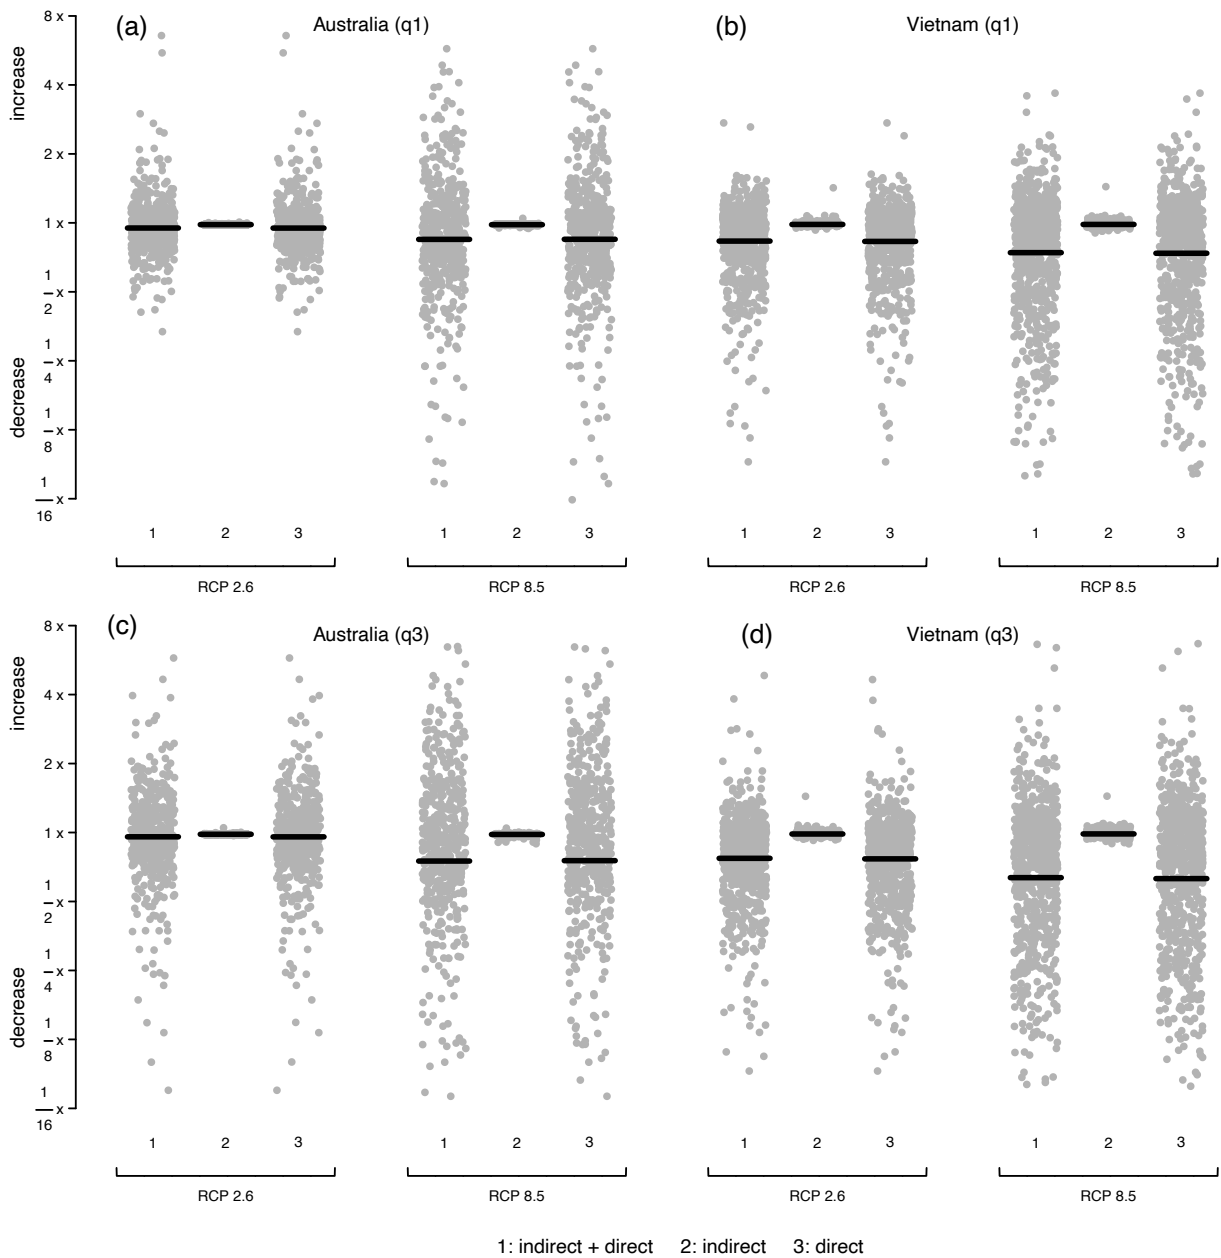 (a) Australia (q1)
(b) Vietnam (q1)
increase
decrease
8 x
4 x
2 x
1 x
1/2 x
1/4 x
1/8 x
1/16 x
1 2 3 1 2 3 1 2 3 1 2 3
RCP 2.6 RCP 8.5 RCP 2.6 RCP 8.5
(c) Australia (q3)
(d) Vietnam (q3)
increase
decrease
8 x
4 x
2 x
1 x
1/2 x
1/4 x
1/8 x
1/16 x
1 2 3 1 2 3 1 2 3 1 2 3
RCP 2.6 RCP 8.5 RCP 2.6 RCP 8.5
1: indirect + direct 2: indirect 3: direct